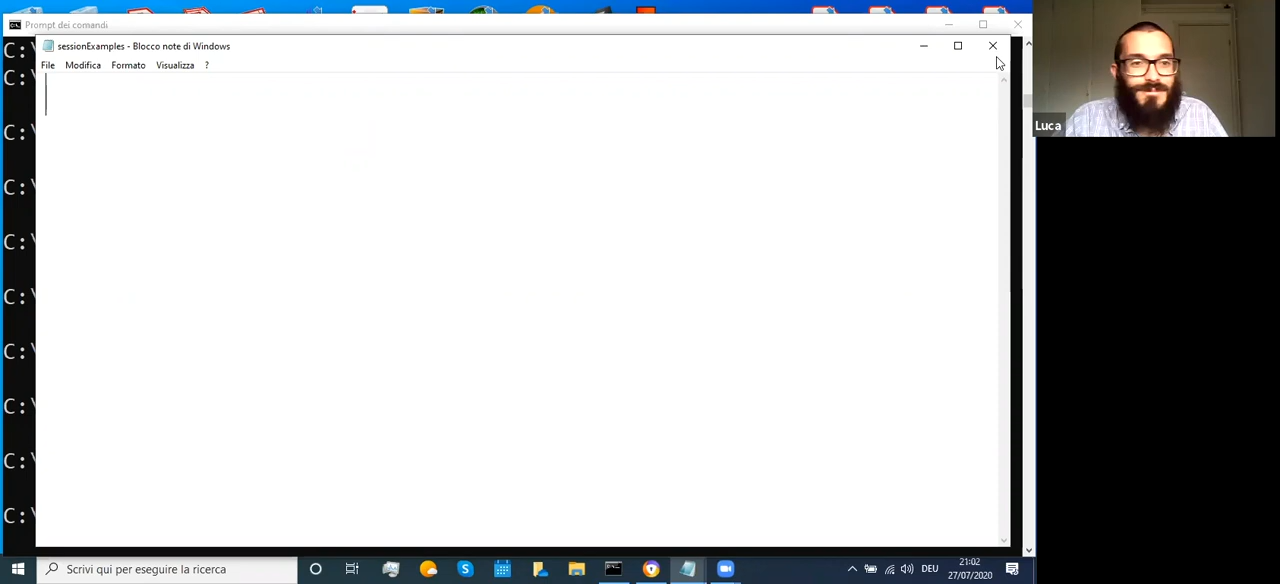 Prompt dei comandi
C:\
sessionExamples - Blocco note di Windows
C:\
File Modifica Formato Visualizza ?
Luca
C:\
C:\
C:\
C:\
C:\
C:\
C:\
C:\
Scrivi qui per eseguire la ricerca
DEU
21:02
27/07/2020